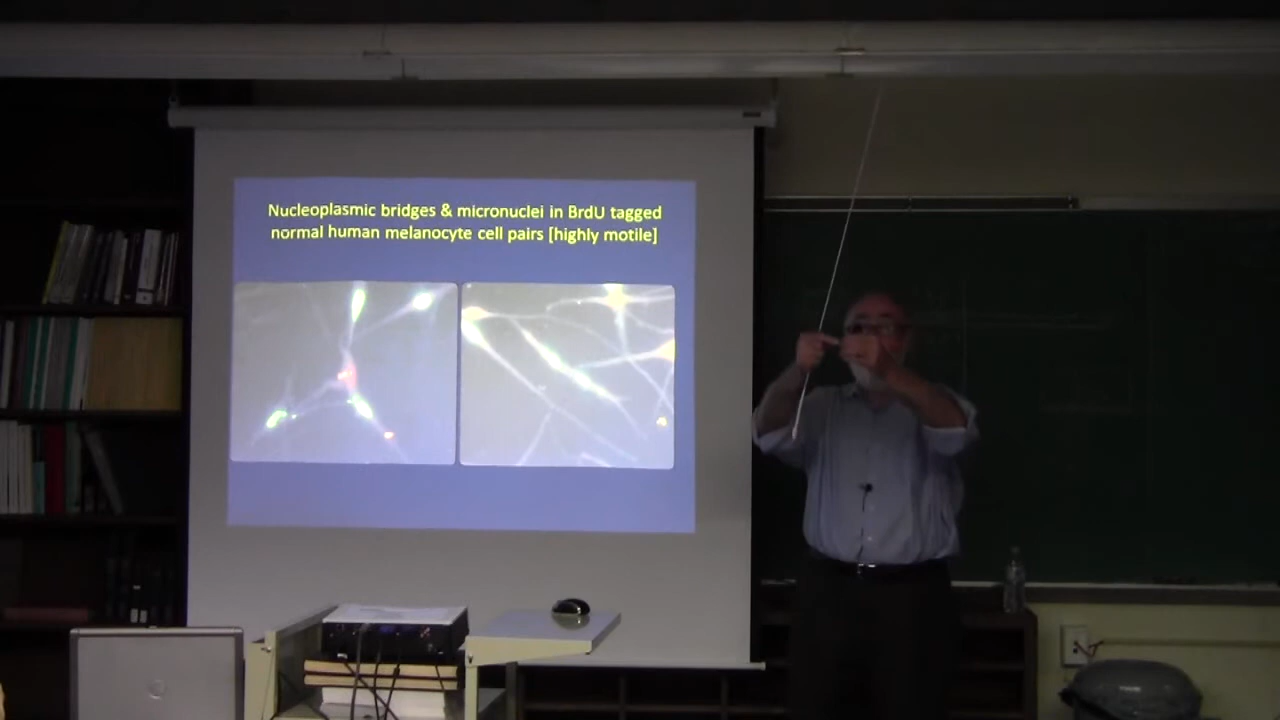 Nucleoplasmic bridges & micronuclei in BrdU tagged
normal human melanocyte cell pairs [highly motile]